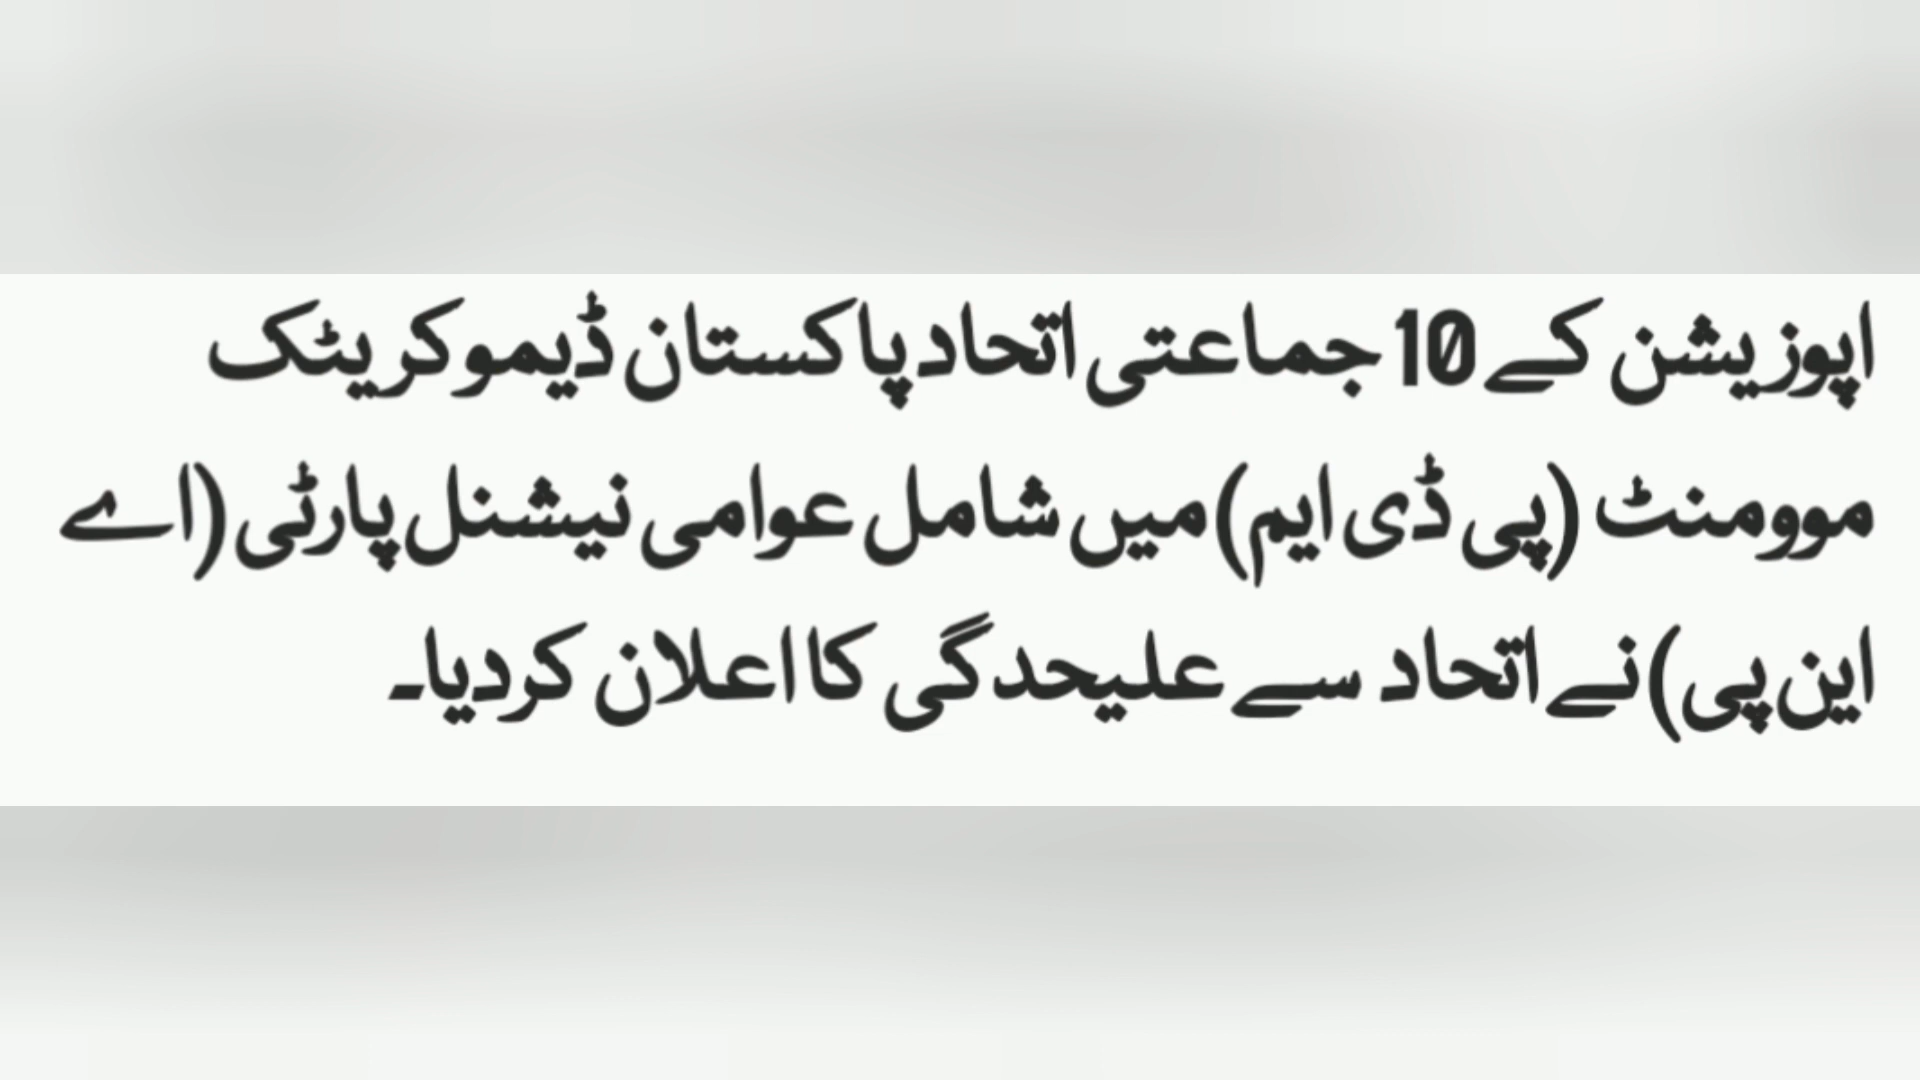 اپوزیشن کے 10 جماعتی اتحاد پاکستان ڈیموکریٹک
موومنٹ (پی ڈی ایم) میں شامل عوامی نیشنل پارٹی (اے
این پی) نے اتحاد سے علیحدگی کا اعلان کردیا۔